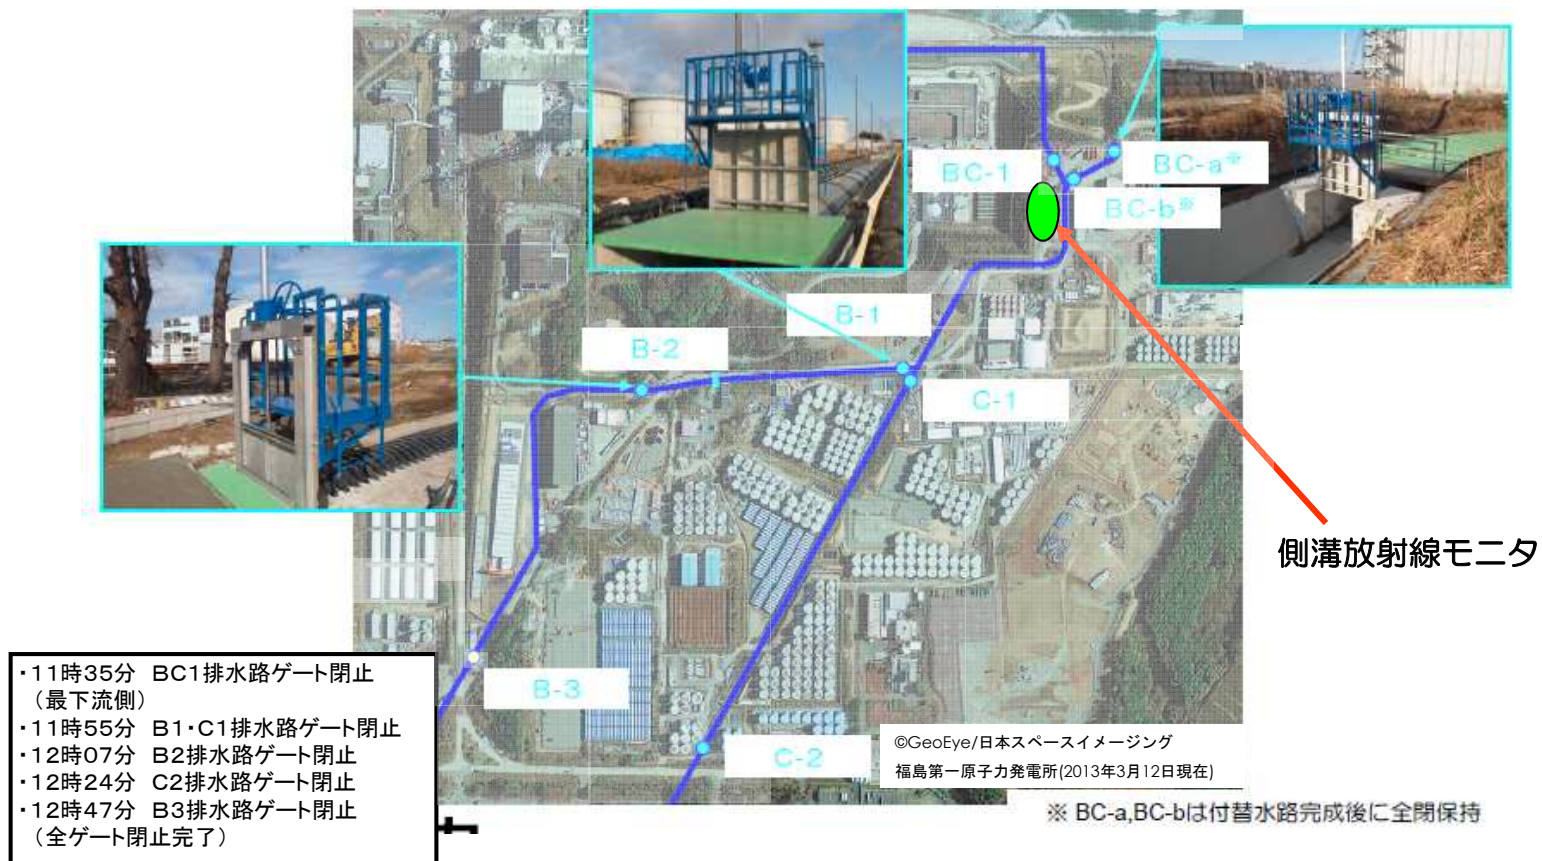 BC-1
BC-a※
BC-b※
B-1
B-2
C-1
側溝放射線モニタ
B-3
C-2
・11時35分 BC1排水路ゲート閉止
(最下流側)
・11時55分 B1・C1排水路ゲート閉止
・12時07分 B2排水路ゲート閉止
・12時24分 C2排水路ゲート閉止
・12時47分 B3排水路ゲート閉止
(全ゲート閉止完了)
©GeoEye/日本スペースイメージング
福島第一原子力発電所(2013年3月12日現在)
※ BC-a,BC-bは付替水路完成後に全閉保持